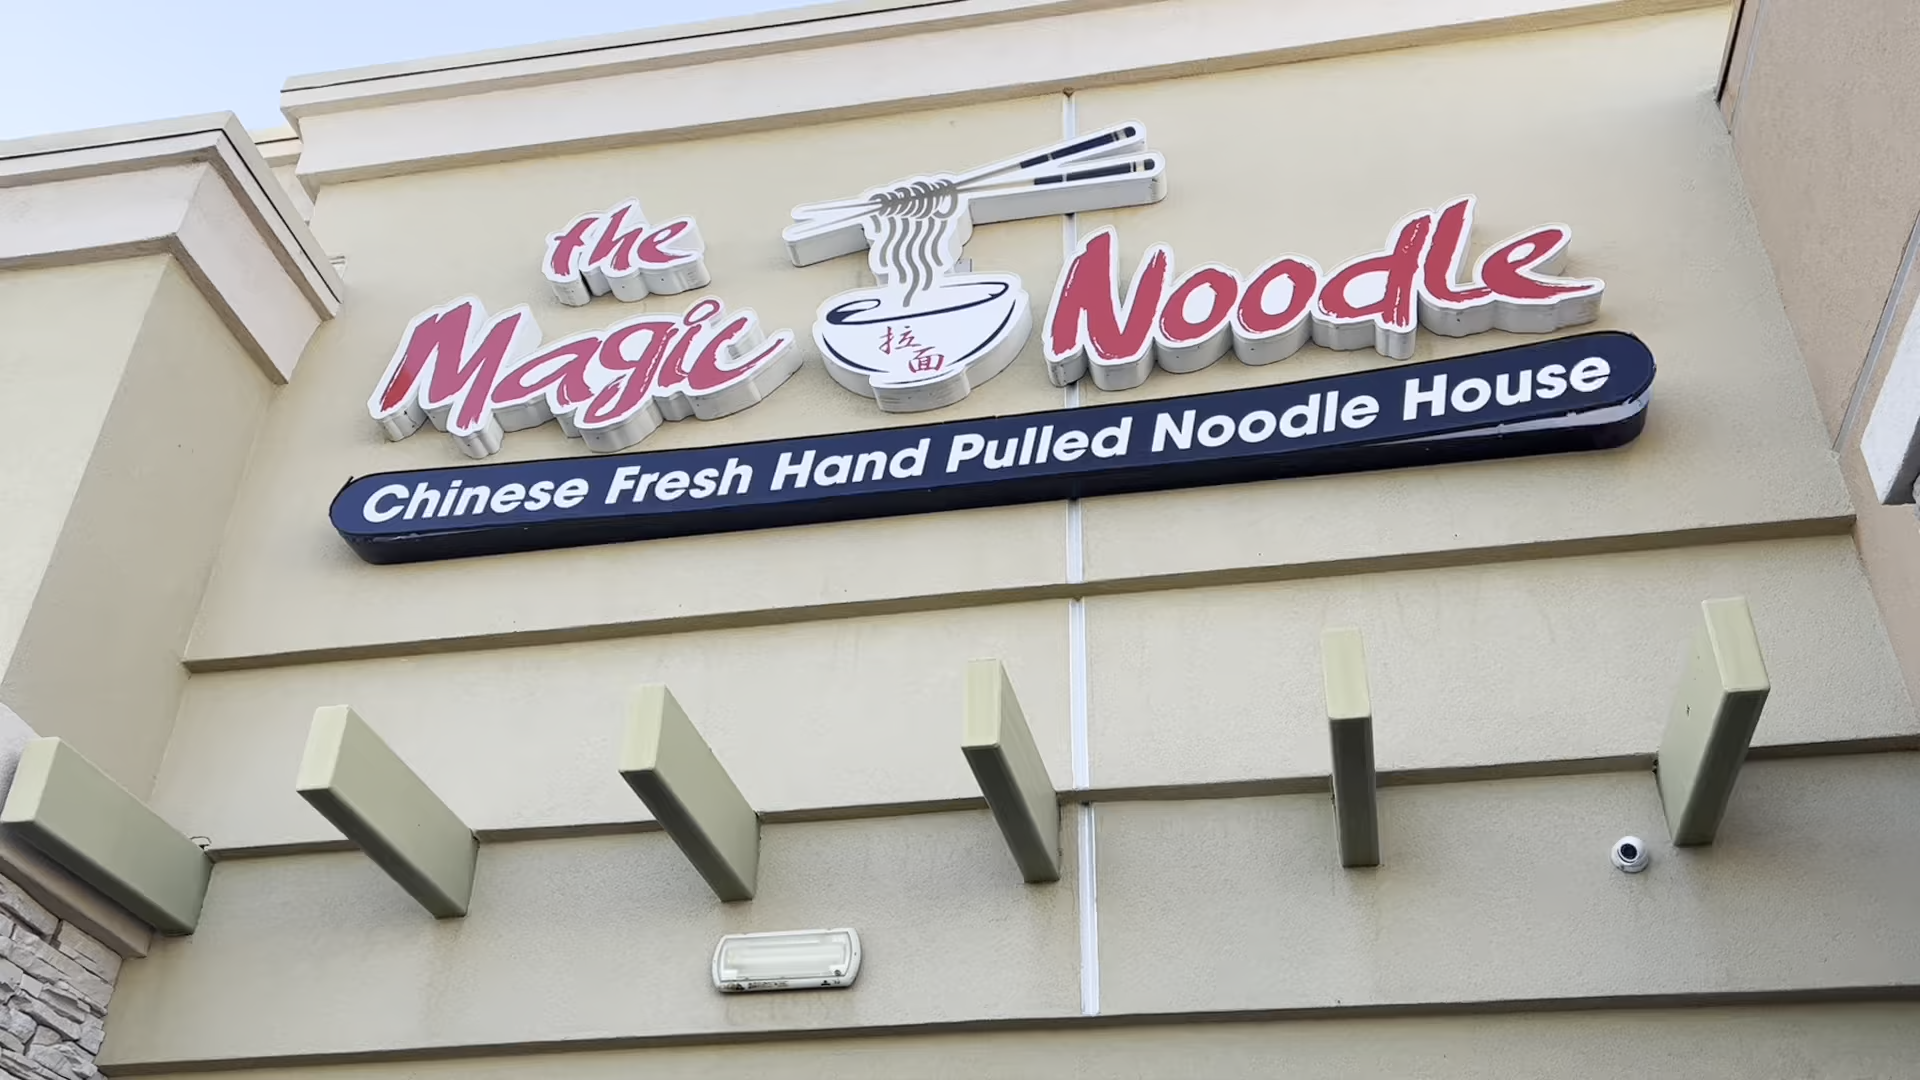 the
Magic Noodle
拉
面
Chinese Fresh Hand Pulled Noodle House